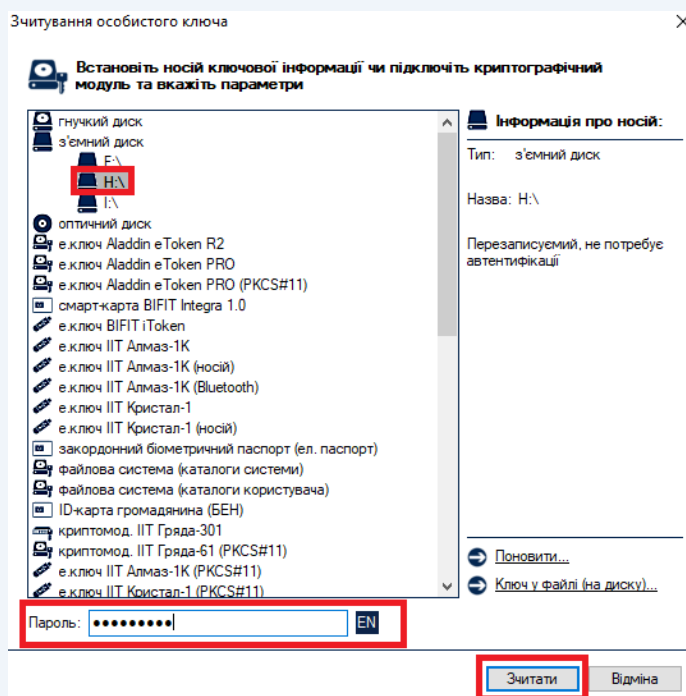 Зчитування особистого ключа
Встановіть носій ключової інформації чи підключіть криптографічний
модуль та вкажіть параметри
гнучкий диск
з'ємний диск
F:\
H:\
I:\
оптичний диск
е.ключ Aladdin eToken R2
е.ключ Aladdin eToken PRO
е.ключ Aladdin eToken PRO (PKCS#11)
смарт-карта BIFIT Integra 1.0
е.ключ BIFIT iToken
е.ключ ІІТ Алмаз-1К
е.ключ ІІТ Алмаз-1К (носій)
е.ключ ІІТ Алмаз-1К (Bluetooth)
е.ключ ІІТ Кристал-1
е.ключ ІІТ Кристал-1 (носій)
закордонний біометричний паспорт (ел. паспорт)
файлова система (каталоги системи)
файлова система (каталоги користувача)
ID-карта громадянина (БЕН)
криптомод. ІІТ Гряда-301
криптомод. ІІТ Гряда-61 (PKCS#11)
е.ключ ІІТ Алмаз-1К (PKCS#11)
е.ключ ІІТ Кристал-1 (PKCS#11)
Інформація про носій:
Тип: з'ємний диск
Назва: H:\
Перезаписуемий, не потребує
автентифікації
Поновити...
Ключ у файлі (на диску)...
Пароль: ●●●●●●●●● EN
Зчитати Відміна